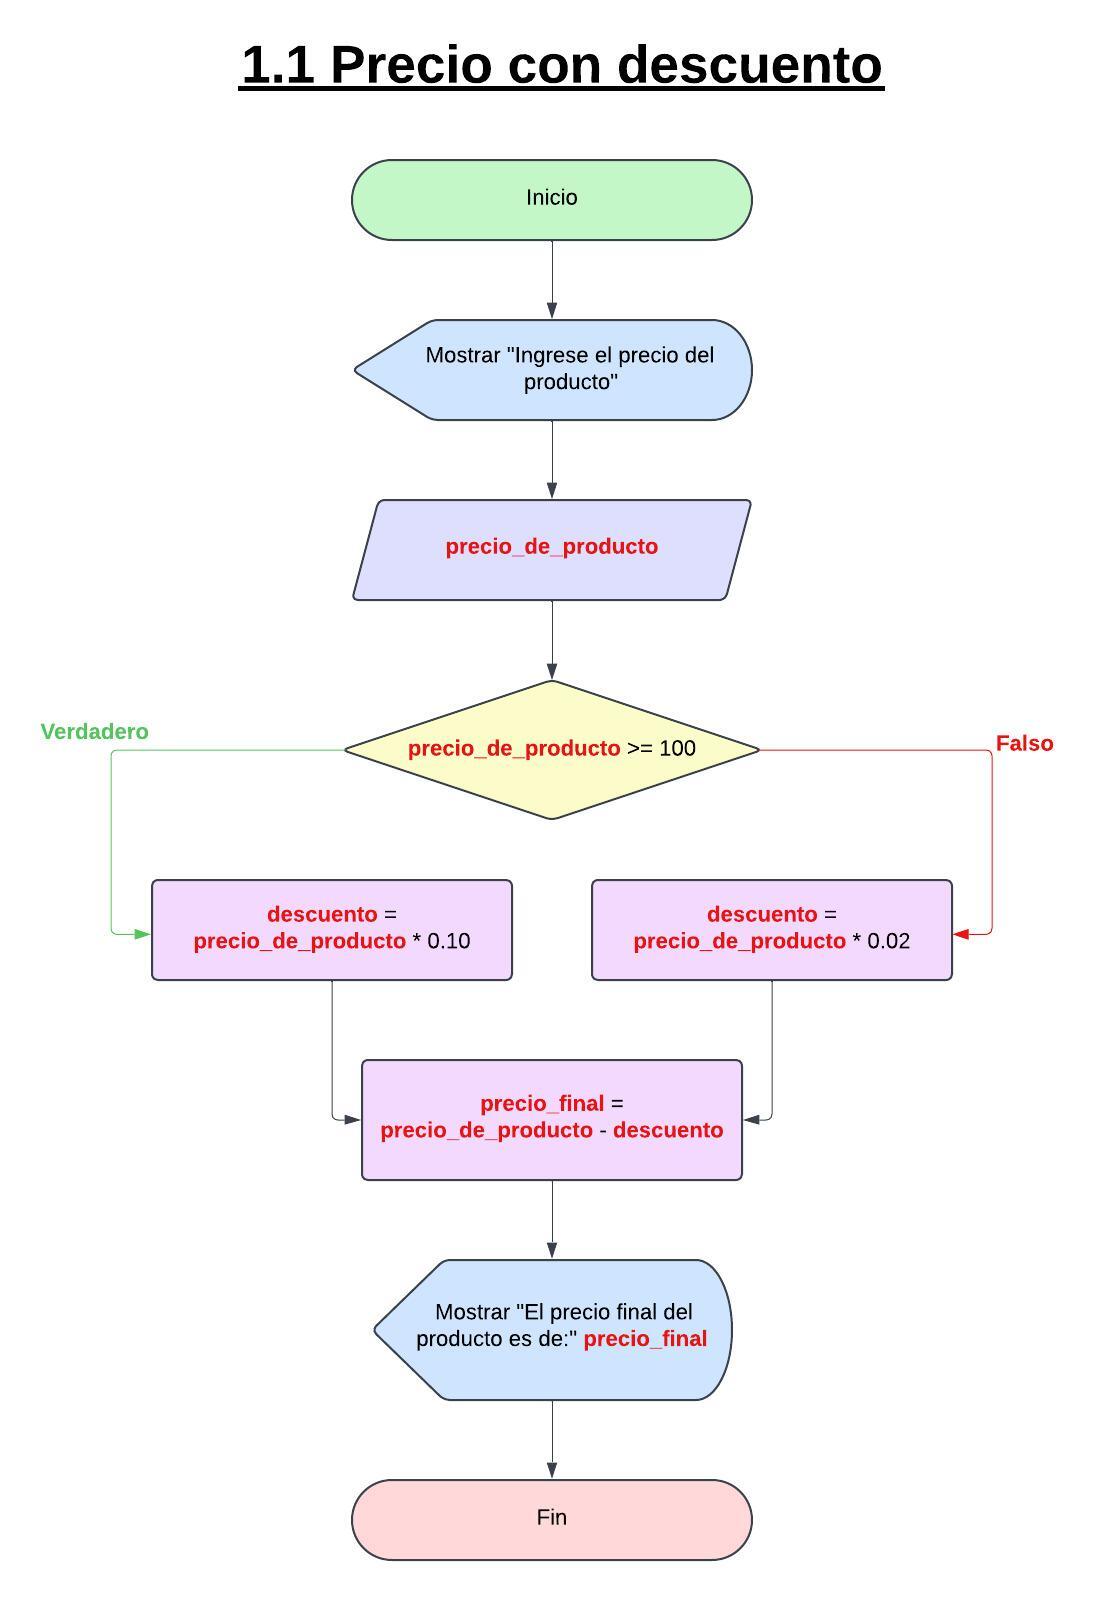 1.1 Precio con descuento
Inicio
Mostrar "Ingrese el precio del
producto"
precio_de_producto
Verdadero
precio_de_producto >= 100
Falso
descuento =
precio_de_producto * 0.10
descuento =
precio_de_producto * 0.02
precio_final =
precio_de_producto - descuento
Mostrar "El precio final del
producto es de:" precio_final
Fin